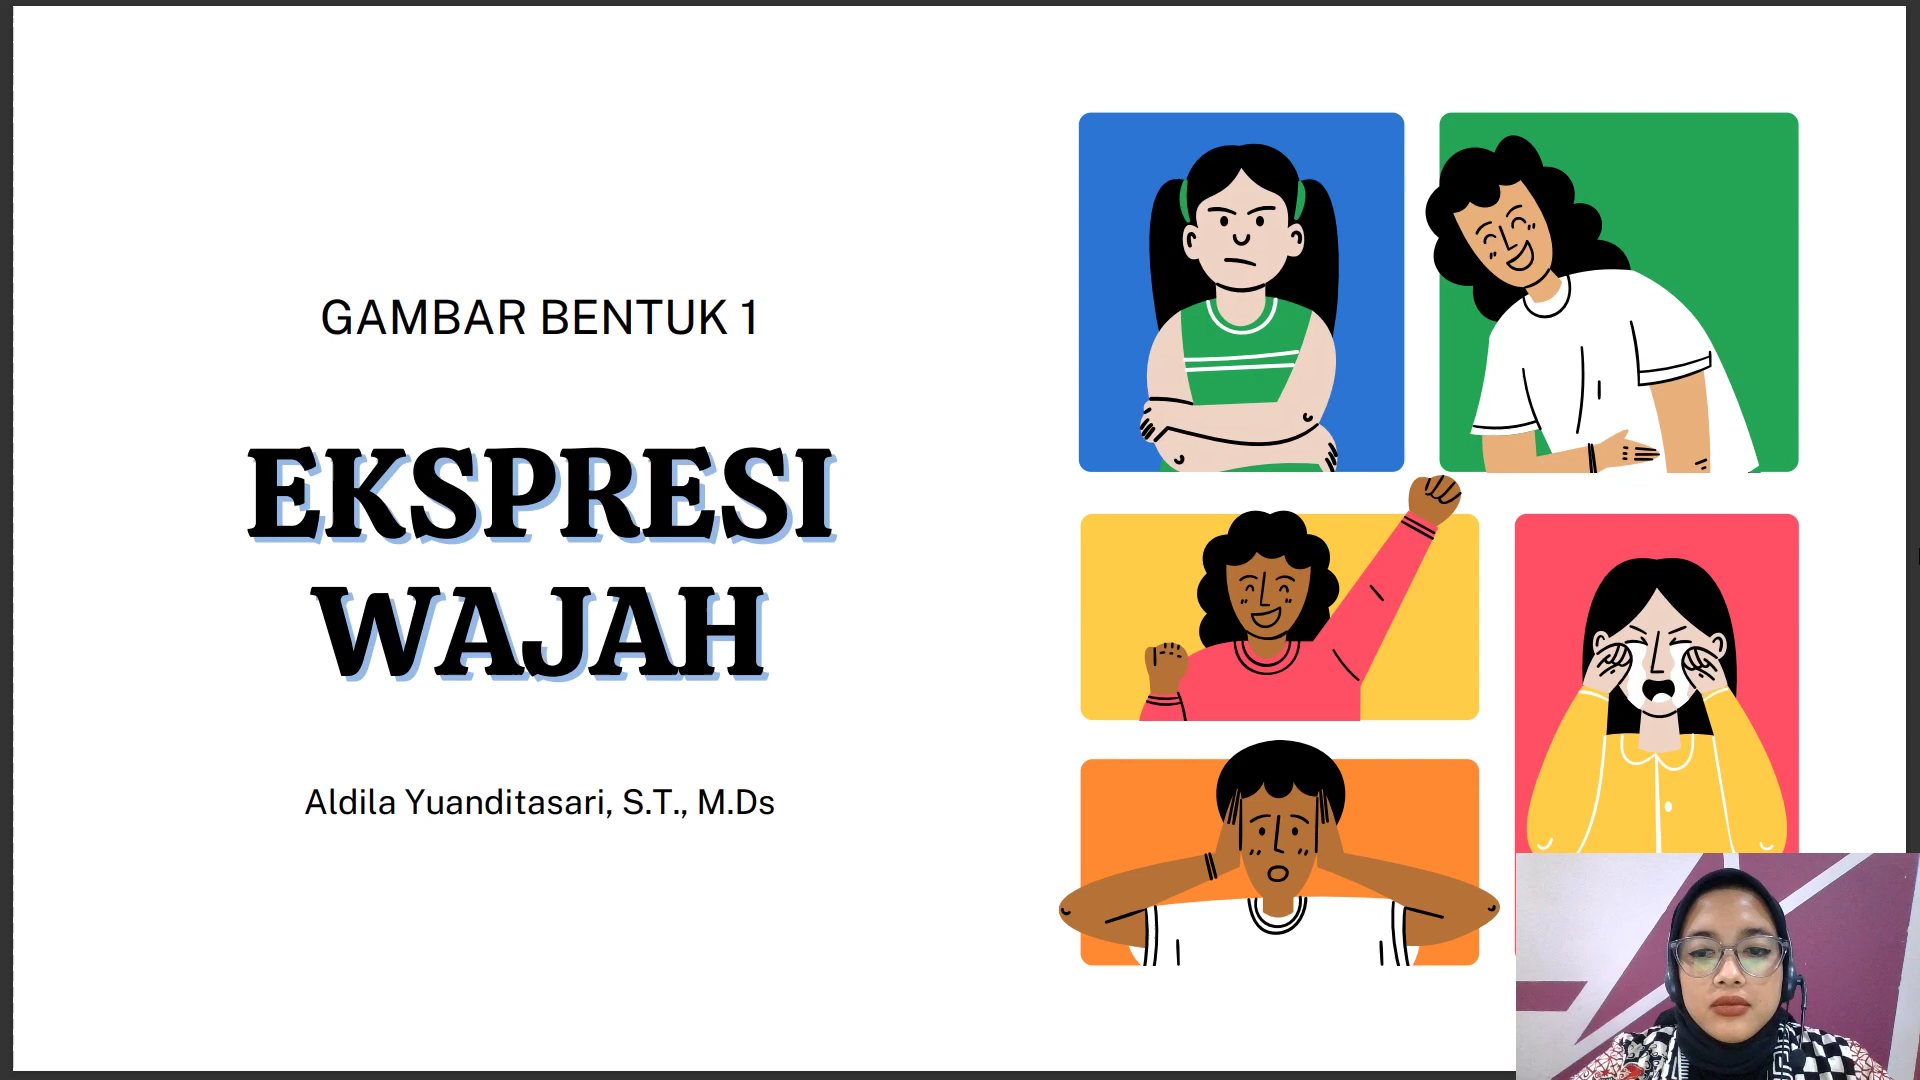 GAMBAR BENTUK 1
EKSPRESI
WAJAH
Aldila Yuanditasari, S.T., M.Ds